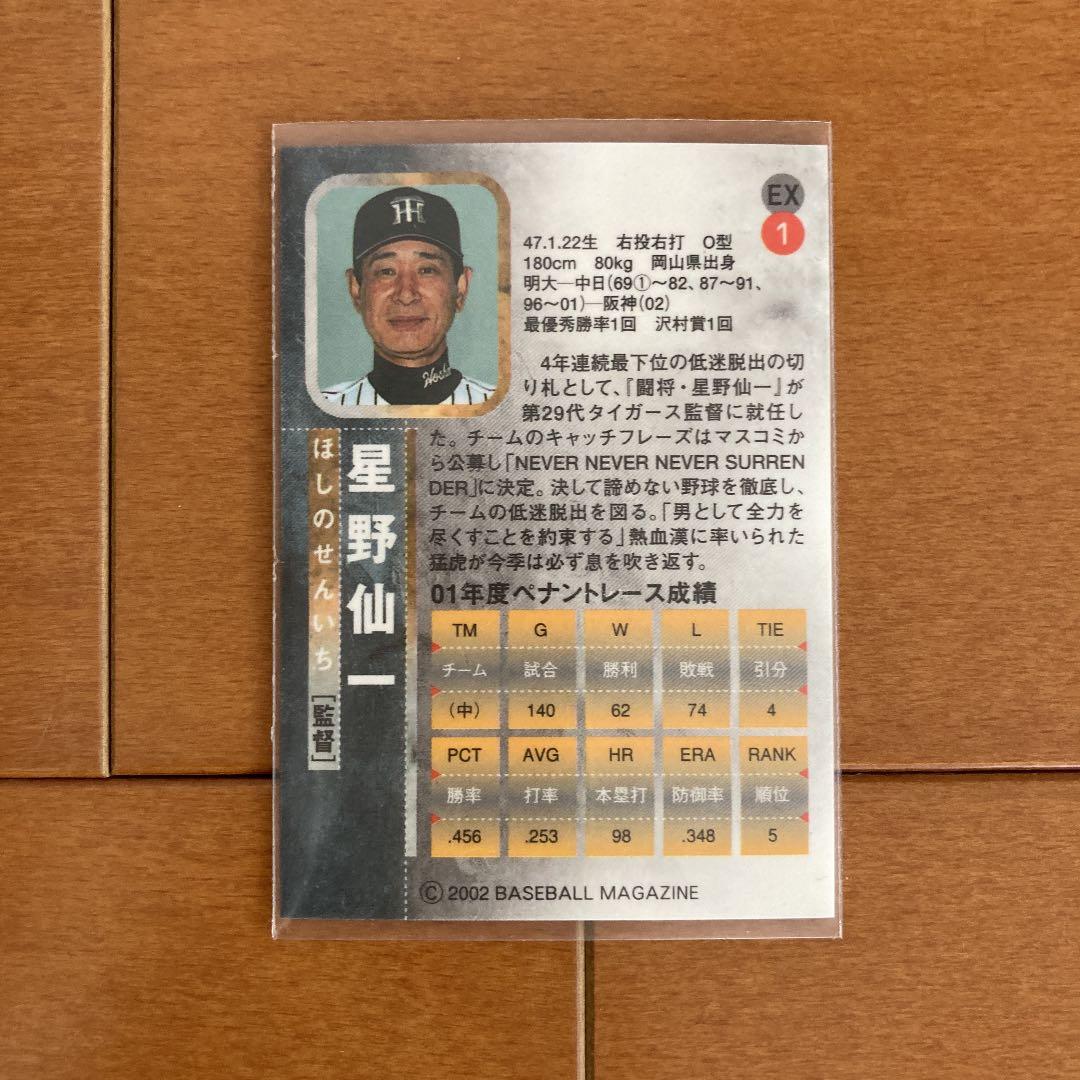 EX
1
47.1.22生 右投右打 O型
180cm 80kg 岡山県出身
明大―中日(69①〜82、87〜91、
96〜01)―阪神(02)
最優秀勝率1回 沢村賞1回
4年連続最下位の低迷脱出の切
り札として、『闘将・星野仙一』が
第29代タイガース監督に就任し
た。チームのキャッチフレーズはマスコミか
ら公募し「NEVER NEVER NEVER SURREN
DER」に決定。決して諦めない野球を徹底し、
チームの低迷脱出を図る。「男として全力を
尽くすことを約束する」熱血漢に率いられた
猛虎が今季は必ず息を吹き返す。
星野仙一
ほしのせんいち[監督]
01年度ペナントレース成績
TM G W L TIE
チーム 試合 勝利 敗戦 引分
(中) 140 62 74 4
PCT AVG HR ERA RANK
勝率 打率 本塁打 防御率 順位
.456 .253 98 .348 5
© 2002 BASEBALL MAGAZINE